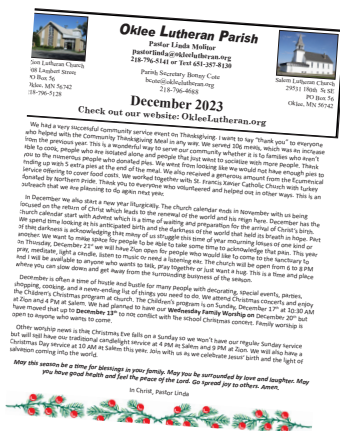 Oklee Lutheran Parish
Pastor Linda Molitor
pastorlinda@okleelutheran.org
218-796-5141 or Text 651-357-8130
Parish Secretary Bonny Cote
bcote@okleelutheran.org
218-796-4688
Zion Lutheran Church
Lambert Street
PO Box 56
Oklee, MN 56742
218-796-5128
Salem Lutheran Church
29531 180th St SE
PO Box 56
Oklee, MN 56742
December 2023
Check out our website: OkleeLutheran.org
We had a very successful community service event on Thanksgiving. I want to say "thank you" to everyone
who helped with the Community Thanksgiving Meal in any way. We served 106 meals, which was an increase
from the previous year. This is a wonderful way to serve our community whether it is to families who aren't
able to cook, people who are isolated alone and people that just want to socialize with more people. Thank
you to the numerous people who donated pies. We went from looking like we would not have enough pies to
ending up with 5 extra pies at the end of the meal. We also received a generous amount from the Ecumenical
Service offering to cover food costs. We worked together with St. Francis Xavier Catholic Church with turkey
donated by Northern Pride. Thank you to everyone who volunteered and helped out in other ways. This is an
outreach that we are planning to do again next year.
In December we also start a new year liturgically. The church calendar ends in November with us being
focused on the return of Christ which leads to the renewal of the world and his reign here. December has the
church calendar start with Advent which is a time of waiting and preparation for the arrival of Christ's birth.
We spend time looking at his anticipated birth and the darkness of the world that held its breath in hope. Part
of that darkness is acknowledging that many of us struggle this time of year mourning losses of one kind or
another. We want to make space for people to be able to take some time to acknowledge that pain. This year
on Thursday, December 21st we will have Zion open for people who would like to come to the sanctuary to
pray, meditate, light a candle, listen to music or need a listening ear. The church will be open from 6 to 8 PM
and I will be available to anyone who wants to talk, pray together or just want a hug. This is a time and place
where you can slow down and get away from the surrounding business of the season.
December is often a time of hustle and bustle for many people with decorating, special events, parties,
shopping, cooking, and a never-ending list of things you need to do. We attend Christmas concerts and enjoy
the Children's Christmas program at church. The Children's program is on Sunday, December 17th at 10:30 AM
at Zion and 4 PM at Salem. We had planned to have our Wednesday Family Worship on December 20th but
have moved that up to December 13th to not conflict with the school Christmas concert. Family worship is
open to anyone who wants to come.
Other worship news is that Christmas Eve falls on a Sunday so we won't have our regular Sunday service
but will still have our traditional candlelight service at 4 PM at Salem and 9 PM at Zion. We will also have a
Christmas Day service at 10 AM at Salem this year. Join with us as we celebrate Jesus' birth and the light of
salvation coming into the world.
May this season be a time for blessings in your family. May you be surrounded by love and laughter. May
you have good health and feel the peace of the Lord. Go spread joy to others. Amen.
In Christ, Pastor Linda